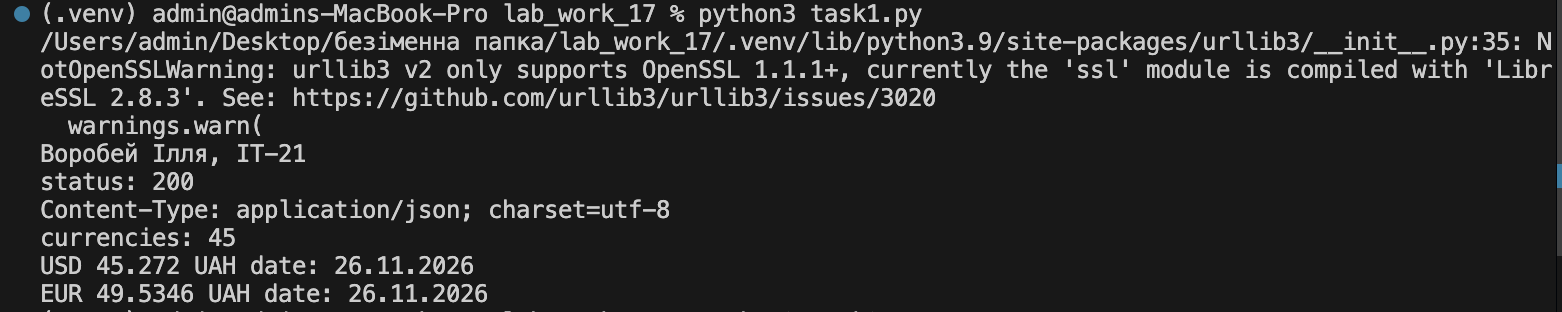 (.venv) admin@admins-MacBook-Pro lab_work_17 % python3 task1.py
/Users/admin/Desktop/безіменна папка/lab_work_17/.venv/lib/python3.9/site-packages/urllib3/__init__.py:35: N
otOpenSSLWarning: urllib3 v2 only supports OpenSSL 1.1.1+, currently the 'ssl' module is compiled with 'Libr
eSSL 2.8.3'. See: https://github.com/urllib3/urllib3/issues/3020
  warnings.warn(
Воробей Ілля, ІТ-21
status: 200
Content-Type: application/json; charset=utf-8
currencies: 45
USD 45.272 UAH date: 26.11.2026
EUR 49.5346 UAH date: 26.11.2026